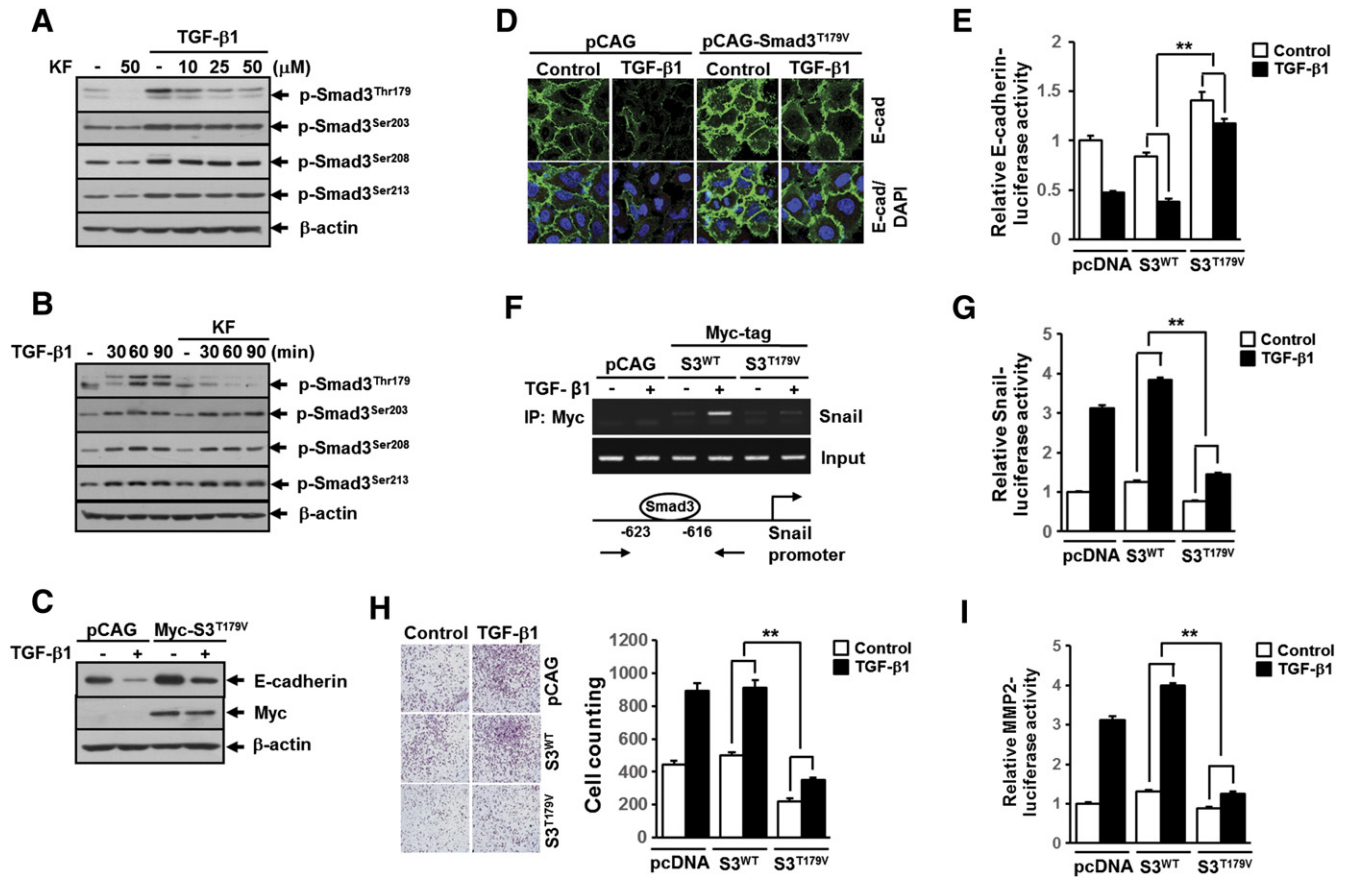 A
TGF-β1
KF - 50 - 10 25 50 (μM)
p-Smad3Thr179
p-Smad3Ser203
p-Smad3Ser208
p-Smad3Ser213
β-actin
B
KF
TGF-β1 - 30 60 90 - 30 60 90 (min)
p-Smad3Thr179
p-Smad3Ser203
p-Smad3Ser208
p-Smad3Ser213
β-actin
C
pCAG Myc-S3T179V
TGF-β1 - + - +
E-cadherin
Myc
β-actin
D
pCAG pCAG-Smad3T179V
Control TGF-β1 Control TGF-β1
E-cad
E-cad/
DAPI
E
Relative E-cadherin-
luciferase activity
2
1.5
1
0.5
0
**
Control
TGF-β1
pcDNA S3WT S3T179V
F
Myc-tag
pCAG S3WT S3T179V
TGF- β1 - + - + - +
IP: Myc
Snail
Input
Smad3
-623 -616
Snail
promoter
G
Relative Snail-
luciferase activity
5
4
3
2
1
0
**
Control
TGF-β1
pcDNA S3WT S3T179V
H
Control TGF-β1
pCAG
S3WT
S3T179V
Cell counting
1200
1000
800
600
400
200
0
**
Control
TGF-β1
pcDNA S3WT S3T179V
I
Relative MMP2-
luciferase activity
5
4
3
2
1
0
**
Control
TGF-β1
pcDNA S3WT S3T179V